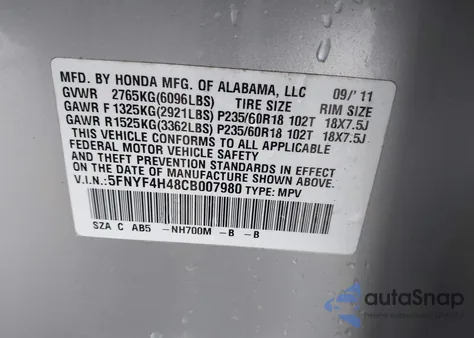 MFD. BY HONDA MFG. OF ALABAMA, LLC 09/'11
GVWR 2765KG(6096LBS) TIRE SIZE RIM SIZE
GAWR F 1325KG(2921LBS) P235/60R18 102T 18X7.5J
GAWR R1525KG(3362LBS) P235/60R18 102T 18X7.5J
THIS VEHICLE CONFORMS TO ALL APPLICABLE
FEDERAL MOTOR VEHICLE SAFETY
STANDARDS AND THEFT PREVENTION IN EFFECT
ON THE DATE OF MANUFACTURE SHOWN ABOVE.
V.I.N.:5FNYF4H48CB007980 TYPE: MPV
SZA C AB5 -NH700M -B -B
autoSnap